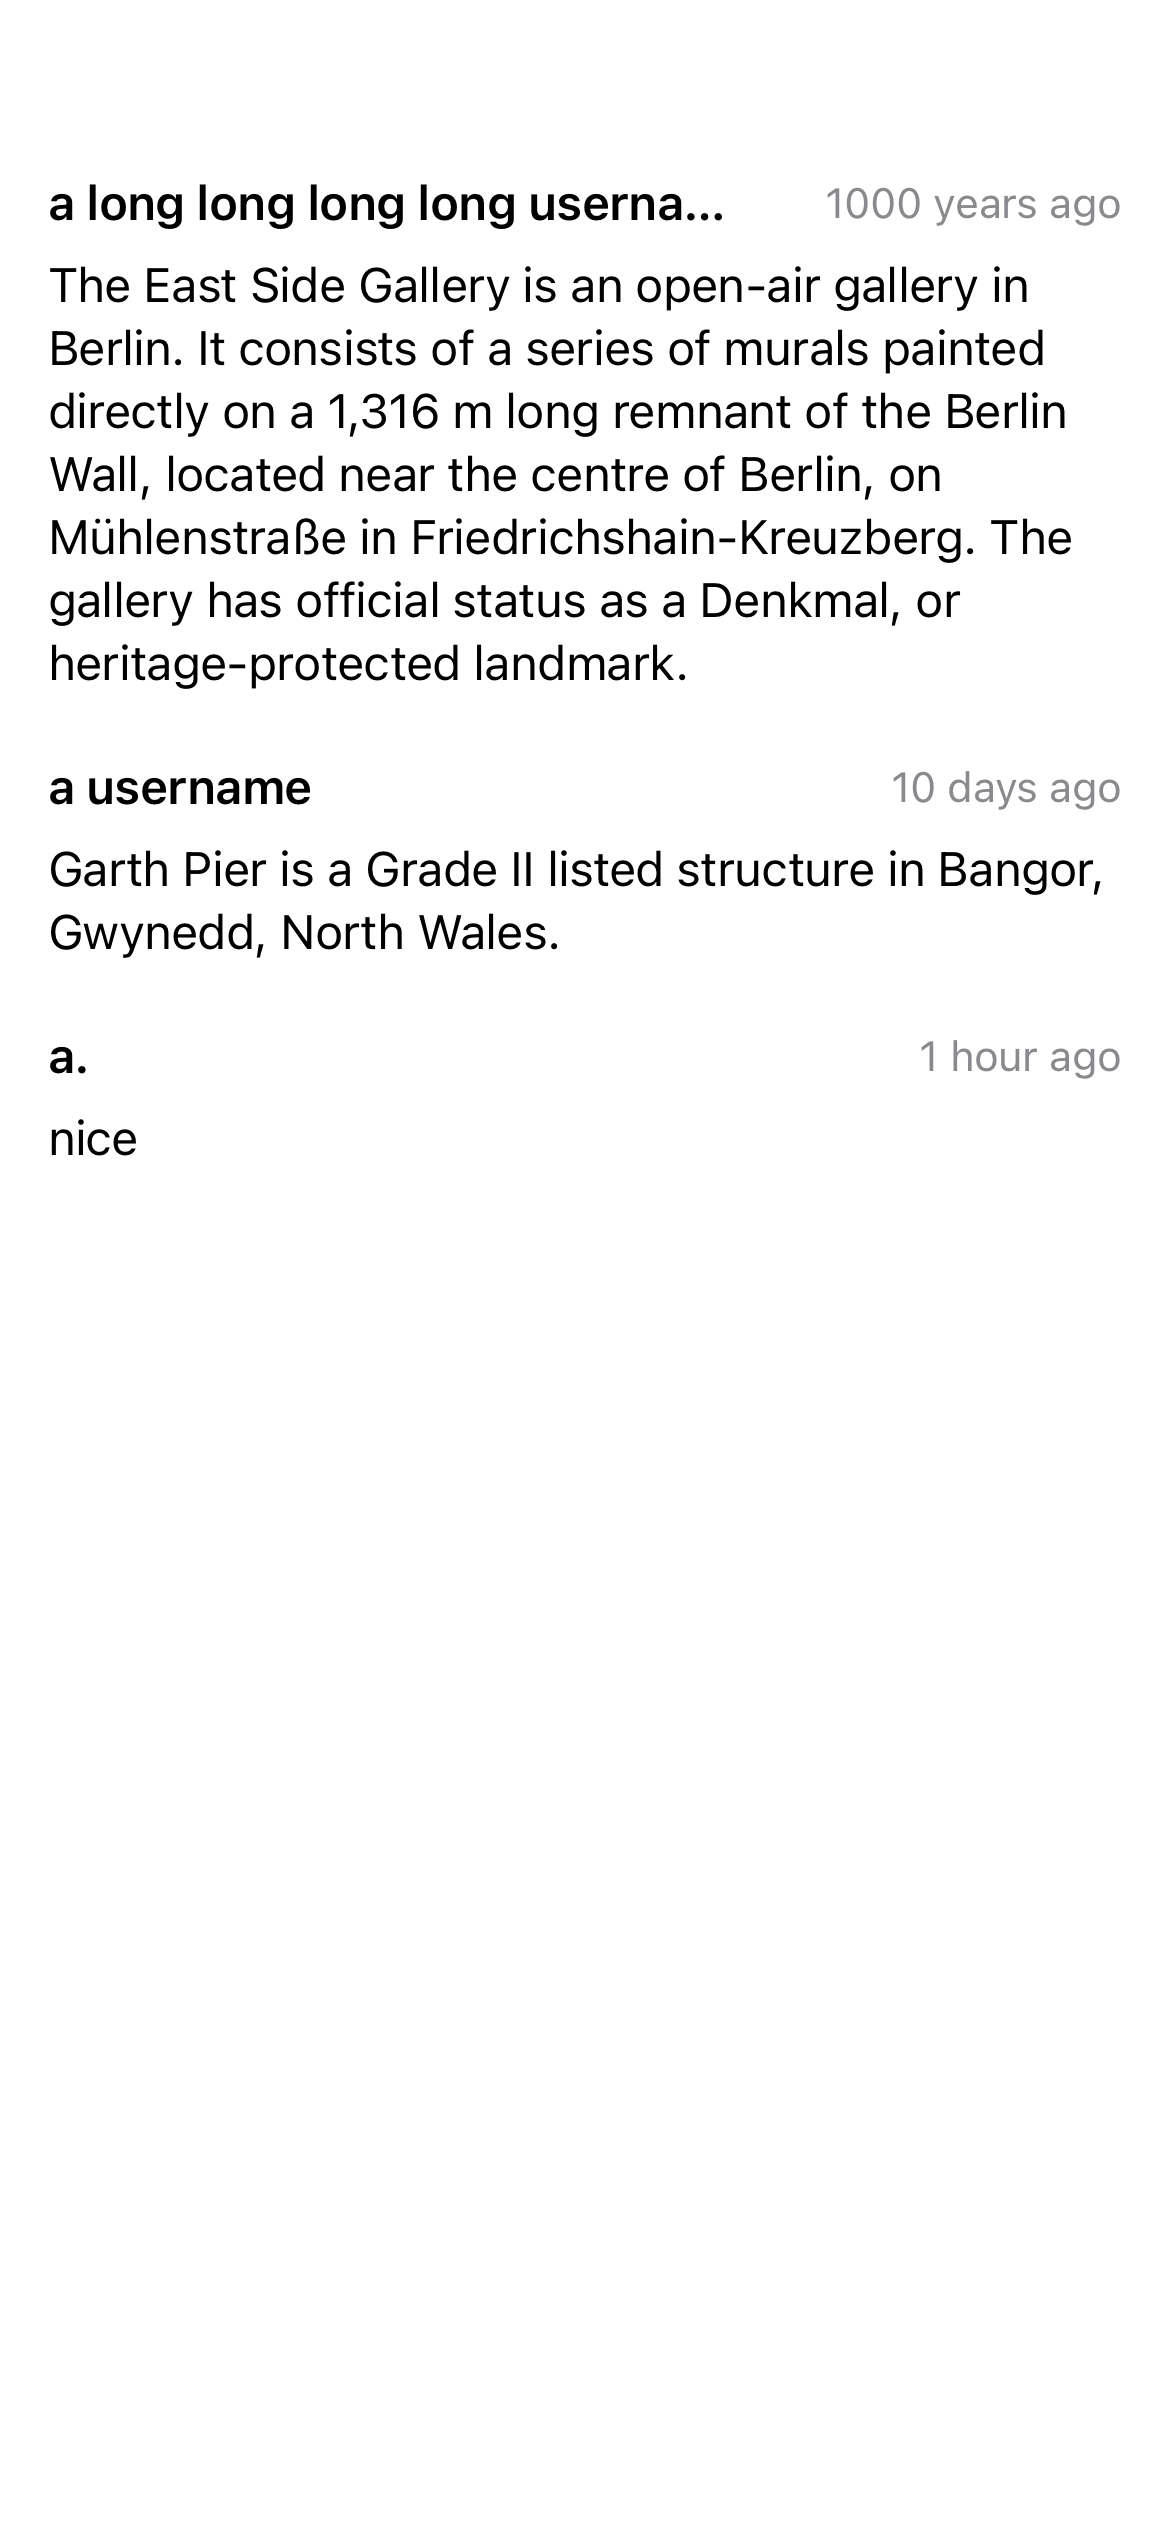 a long long long long userna...
1000 years ago
The East Side Gallery is an open-air gallery in
Berlin. It consists of a series of murals painted
directly on a 1,316 m long remnant of the Berlin
Wall, located near the centre of Berlin, on
Mühlenstraße in Friedrichshain-Kreuzberg. The
gallery has official status as a Denkmal, or
heritage-protected landmark.
a username
10 days ago
Garth Pier is a Grade II listed structure in Bangor,
Gwynedd, North Wales.
a.
1 hour ago
nice